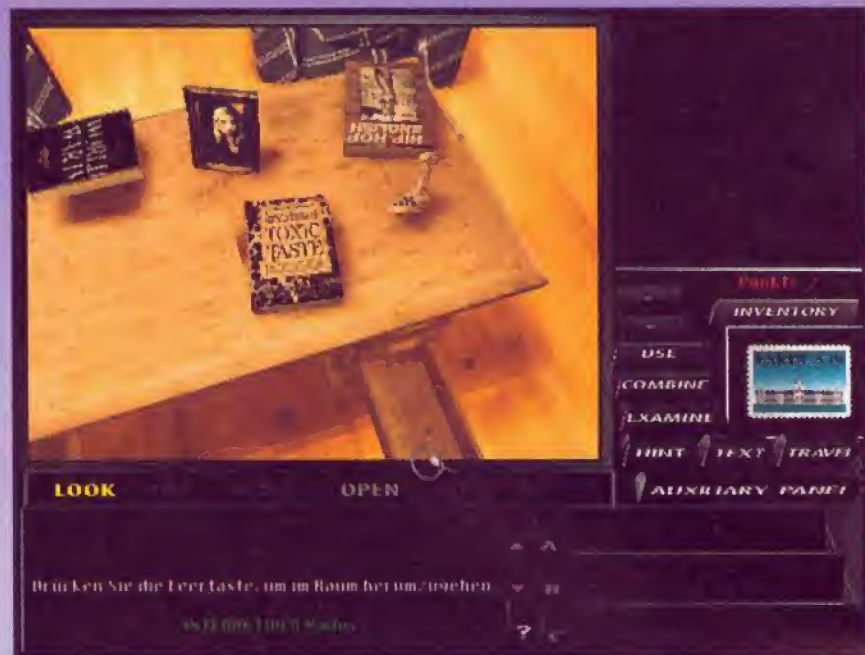 HIP-HOP
ENGLISH
TOXIC
TASTE
Punkte
INVENTORY
USE
COMBINE
EXAMINE
HINT TEXT TRAVEL
AUXILIARY PANEL
LOOK OPEN
Drücken Sie die Leertaste, um im Raum herumzugehen
?